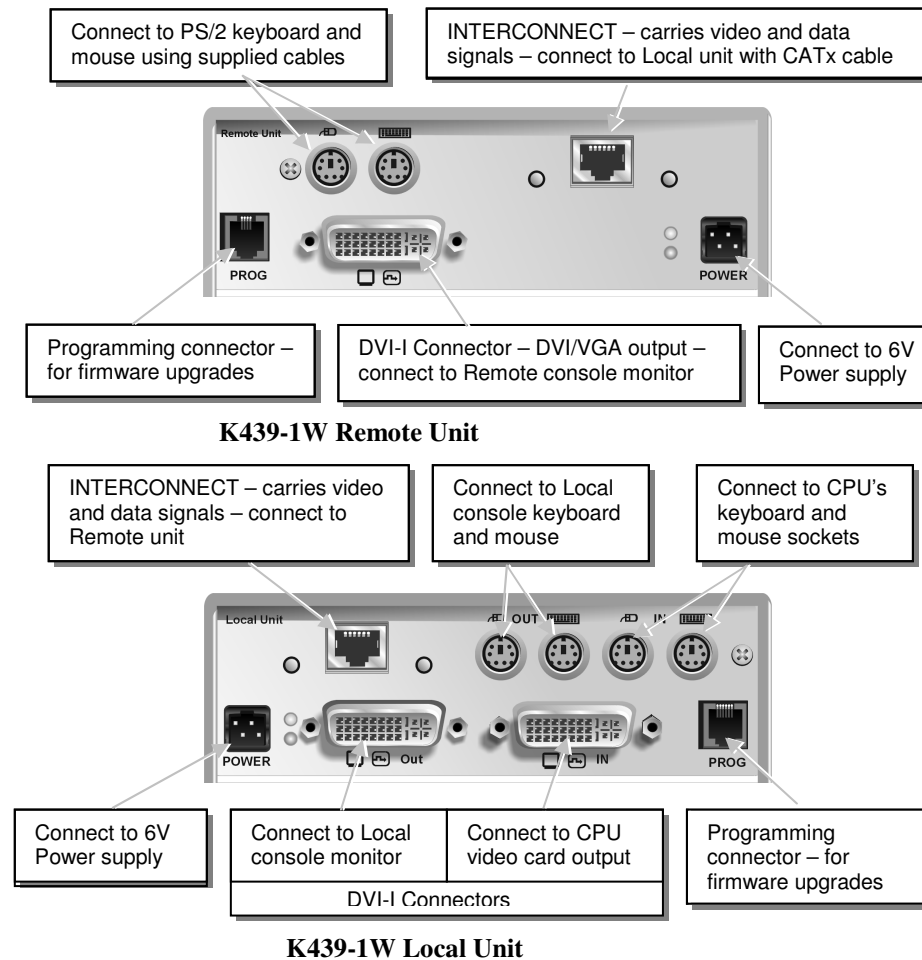 Connect to PS/2 keyboard and
mouse using supplied cables
INTERCONNECT – carries video and data
signals – connect to Local unit with CATx cable
Remote Unit
PROG
POWER
Programming connector –
for firmware upgrades
DVI-I Connector – DVI/VGA output –
connect to Remote console monitor
Connect to 6V
Power supply
K439-1W Remote Unit
INTERCONNECT – carries video
and data signals – connect to
Remote unit
Connect to Local
console keyboard
and mouse
Connect to CPU's
keyboard and
mouse sockets
Local Unit
OUT
IN
POWER
Out
IN
PROG
Connect to 6V
Power supply
Connect to Local
console monitor
Connect to CPU
video card output
DVI-I Connectors
Programming
connector – for
firmware upgrades
K439-1W Local Unit